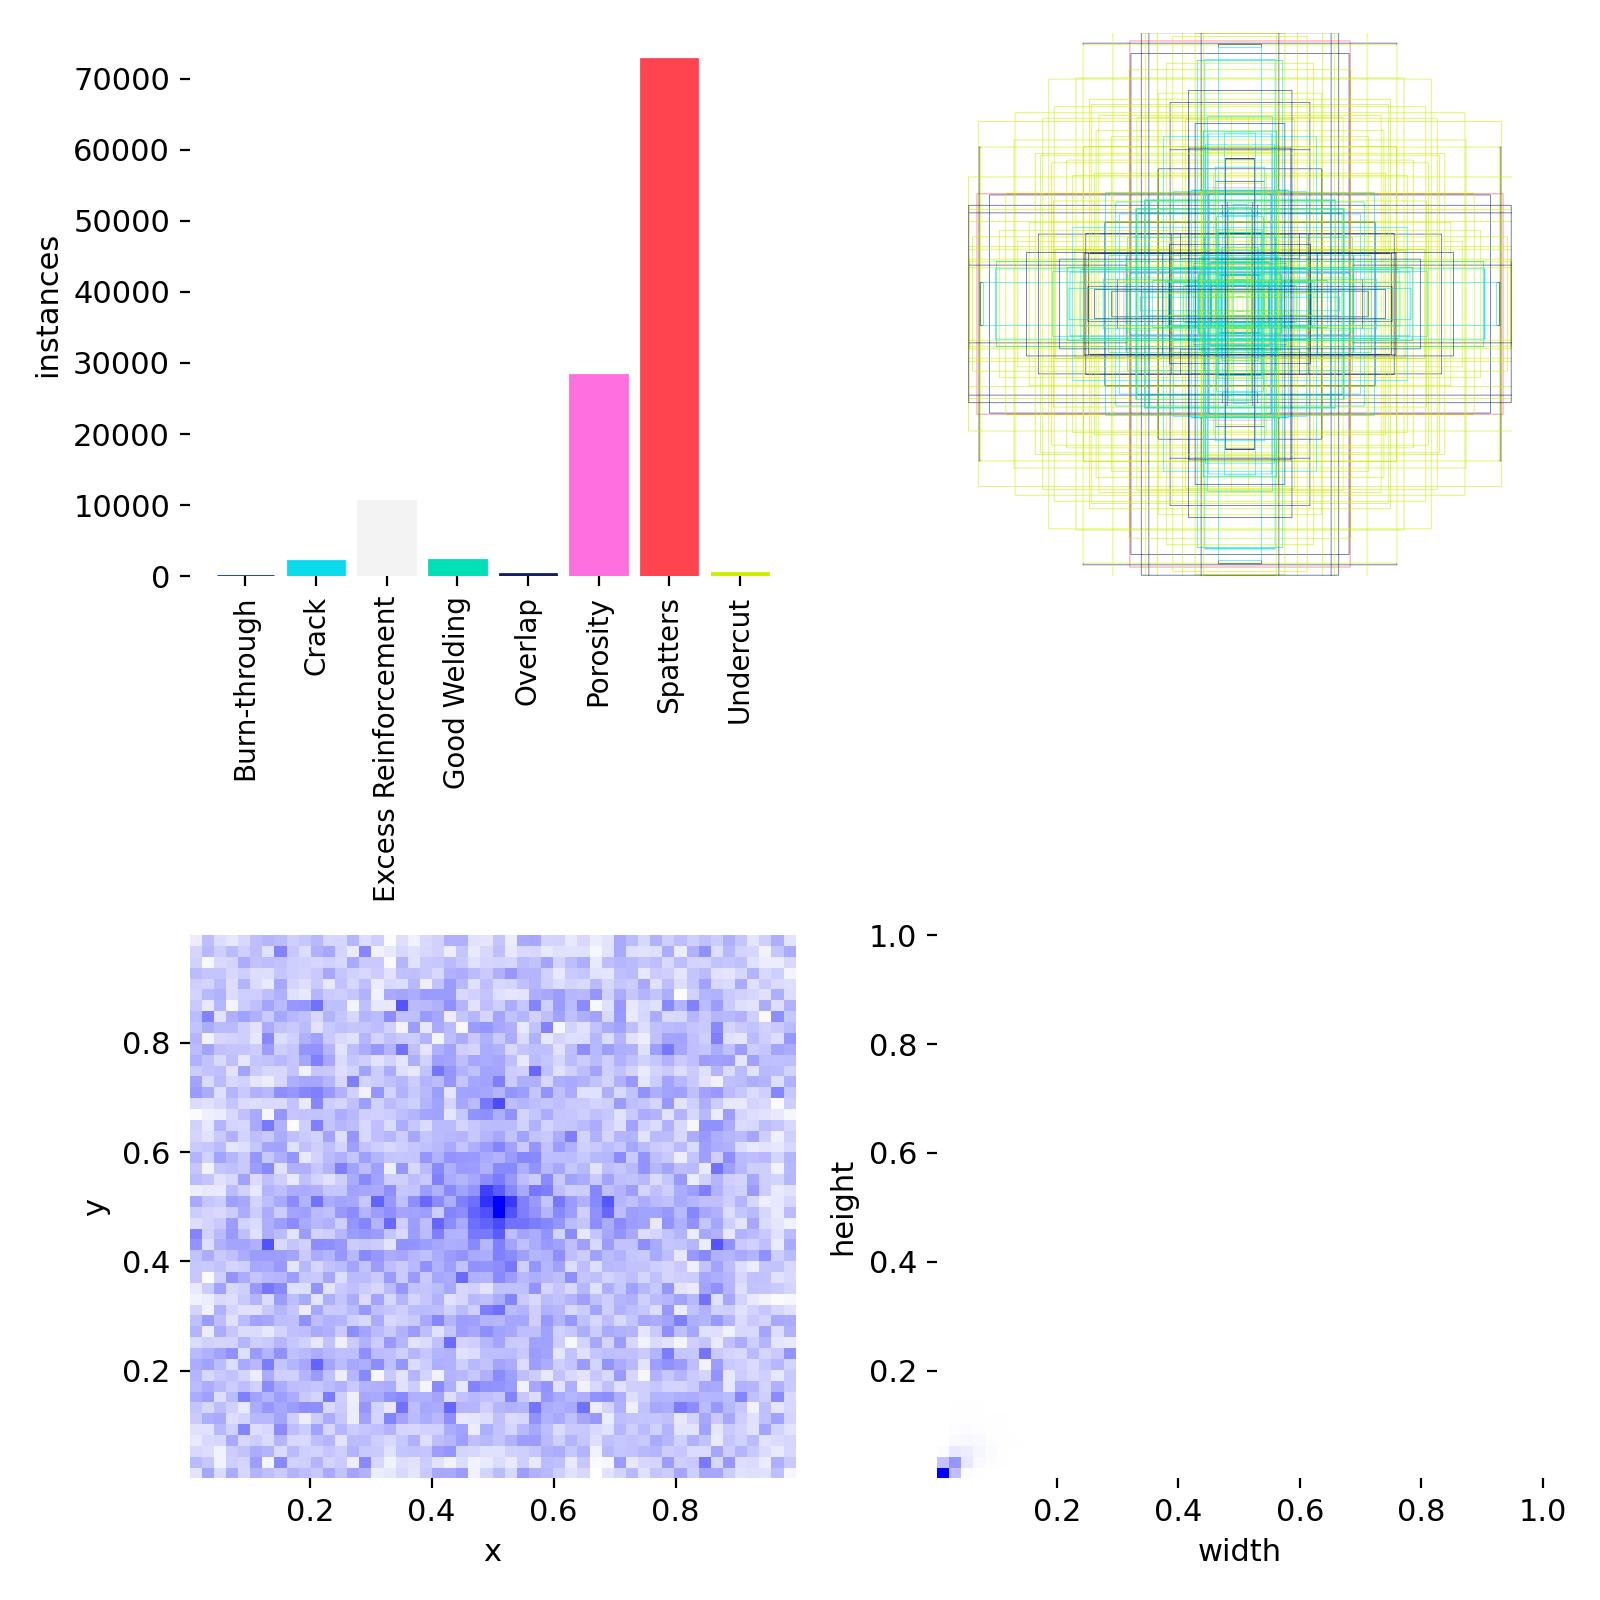 70000
60000
50000
40000
30000
20000
10000
0
instances
Burn-through
Crack
Excess Reinforcement
Good Welding
Overlap
Porosity
Spatters
Undercut
0.8
0.6
0.4
0.2
y
0.2 0.4 0.6 0.8
x
1.0
0.8
0.6
0.4
0.2
height
0.2 0.4 0.6 0.8 1.0
width